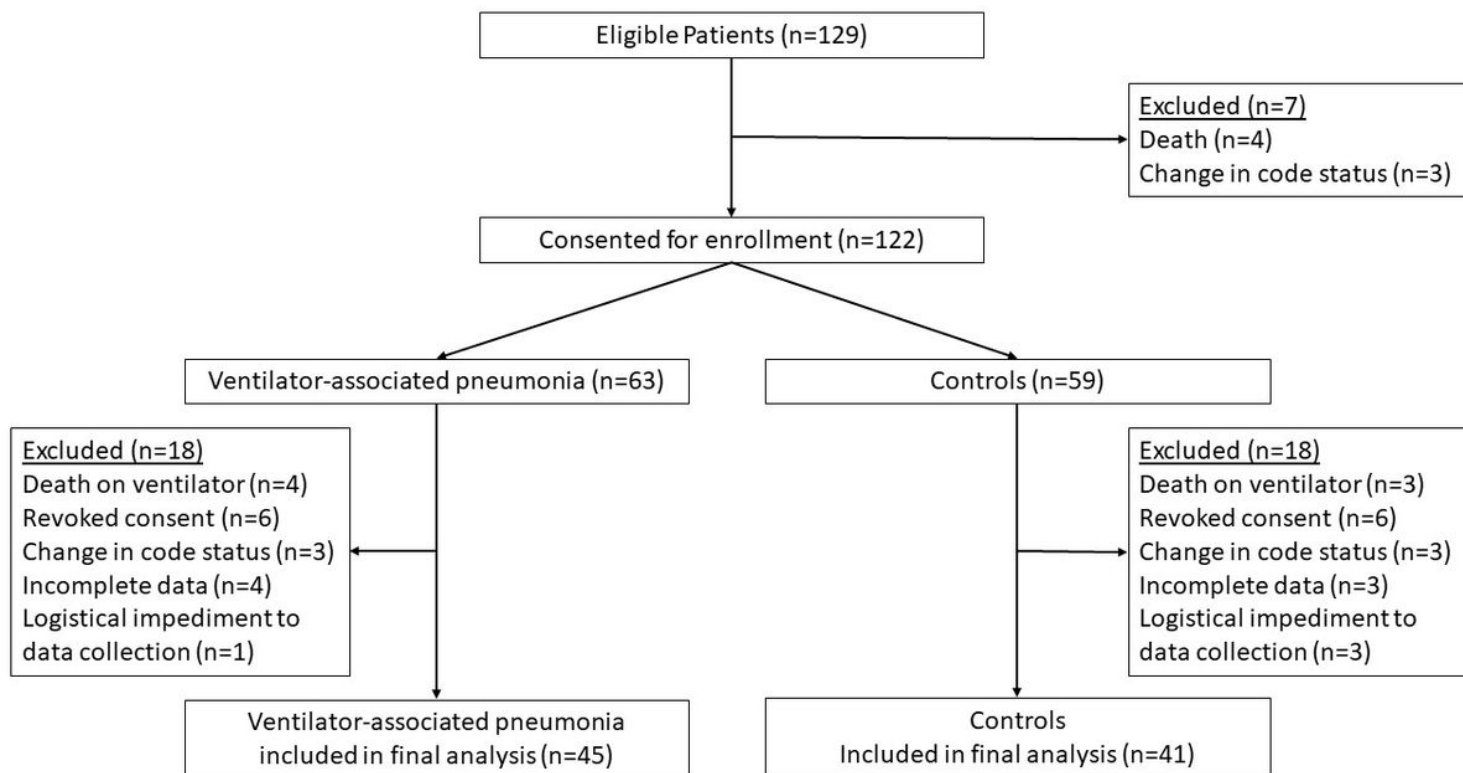 Eligible Patients (n=129)
Excluded (n=7)
Death (n=4)
Change in code status (n=3)
Consented for enrollment (n=122)
Ventilator-associated pneumonia (n=63)
Controls (n=59)
Excluded (n=18)
Death on ventilator (n=4)
Revoked consent (n=6)
Change in code status (n=3)
Incomplete data (n=4)
Logistical impediment to
data collection (n=1)
Excluded (n=18)
Death on ventilator (n=3)
Revoked consent (n=6)
Change in code status (n=3)
Incomplete data (n=3)
Logistical impediment to
data collection (n=3)
Ventilator-associated pneumonia
included in final analysis (n=45)
Controls
Included in final analysis (n=41)